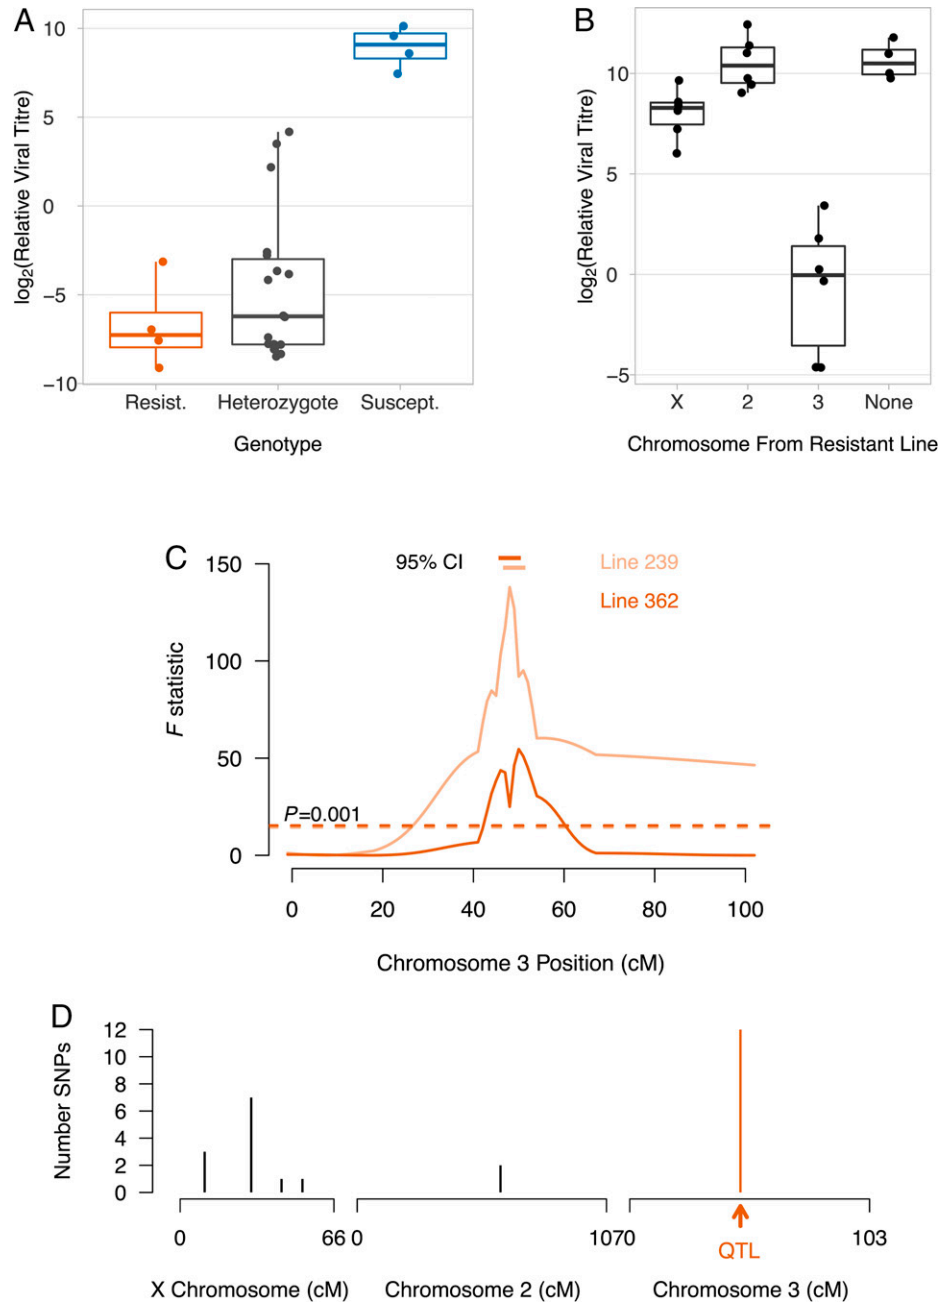 A
log2(Relative Viral Titre)
10
5
0
−5
−10
Resist.
Heterozygote
Suscept.
Genotype
B
log2(Relative Viral Titre)
10
5
0
−5
X
2
3
None
Chromosome From Resistant Line
C
F statistic
150
100
50
0
95% CI
Line 239
Line 362
P=0.001
0 20 40 60 80 100
Chromosome 3 Position (cM)
D
Number SNPs
12
10
8
6
4
2
0
0 66 0 107 0 103
QTL
X Chromosome (cM)
Chromosome 2 (cM)
Chromosome 3 (cM)